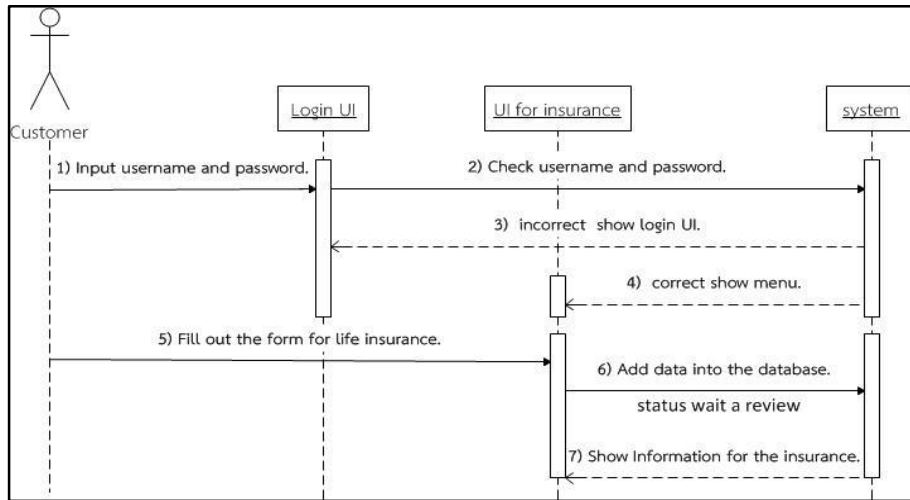 Customer
Login UI
UI for insurance
system
1) Input username and password.
2) Check username and password.
3) incorrect show login UI.
4) correct show menu.
5) Fill out the form for life insurance.
6) Add data into the database.
status wait a review
7) Show Information for the insurance.